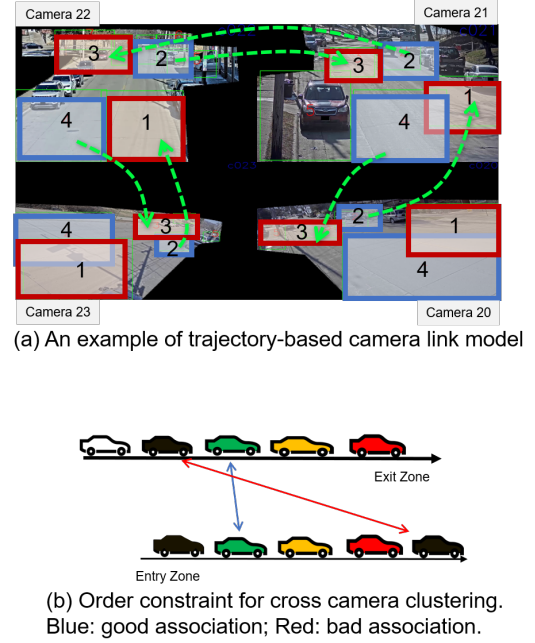 Camera 22
Camera 21
3
2
3
2
1
4
1
4
4
3
2
1
2
3
1
4
Camera 23
Camera 20
(a) An example of trajectory-based camera link model
Exit Zone
Entry Zone
(b) Order constraint for cross camera clustering.
Blue: good association; Red: bad association.